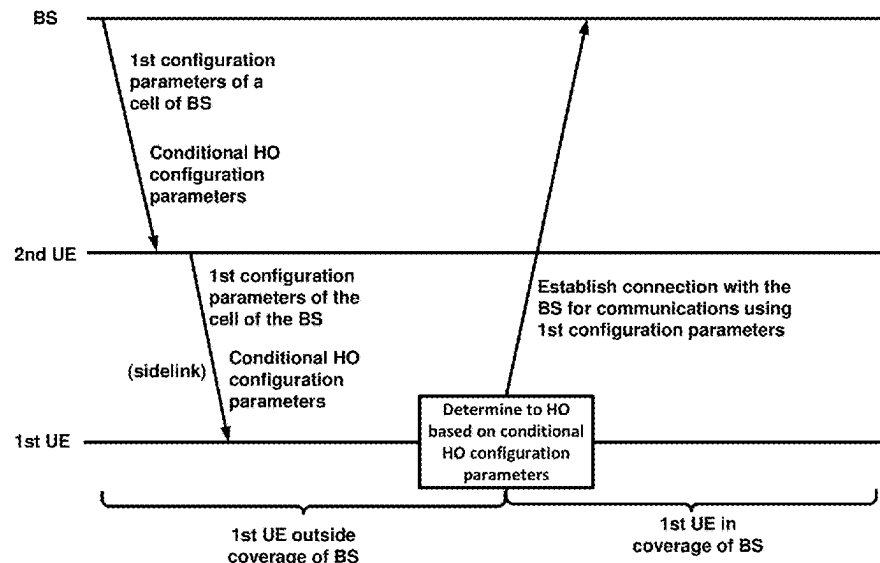 BS
1st configuration
parameters of a
cell of BS
Conditional HO
configuration
parameters
2nd UE
1st configuration
parameters of the
cell of the BS
(sidelink)
Conditional HO
configuration
parameters
Establish connection with the
BS for communications using
1st configuration parameters
Determine to HO
based on conditional
HO configuration
parameters
1st UE
1st UE outside
coverage of BS
1st UE in
coverage of BS